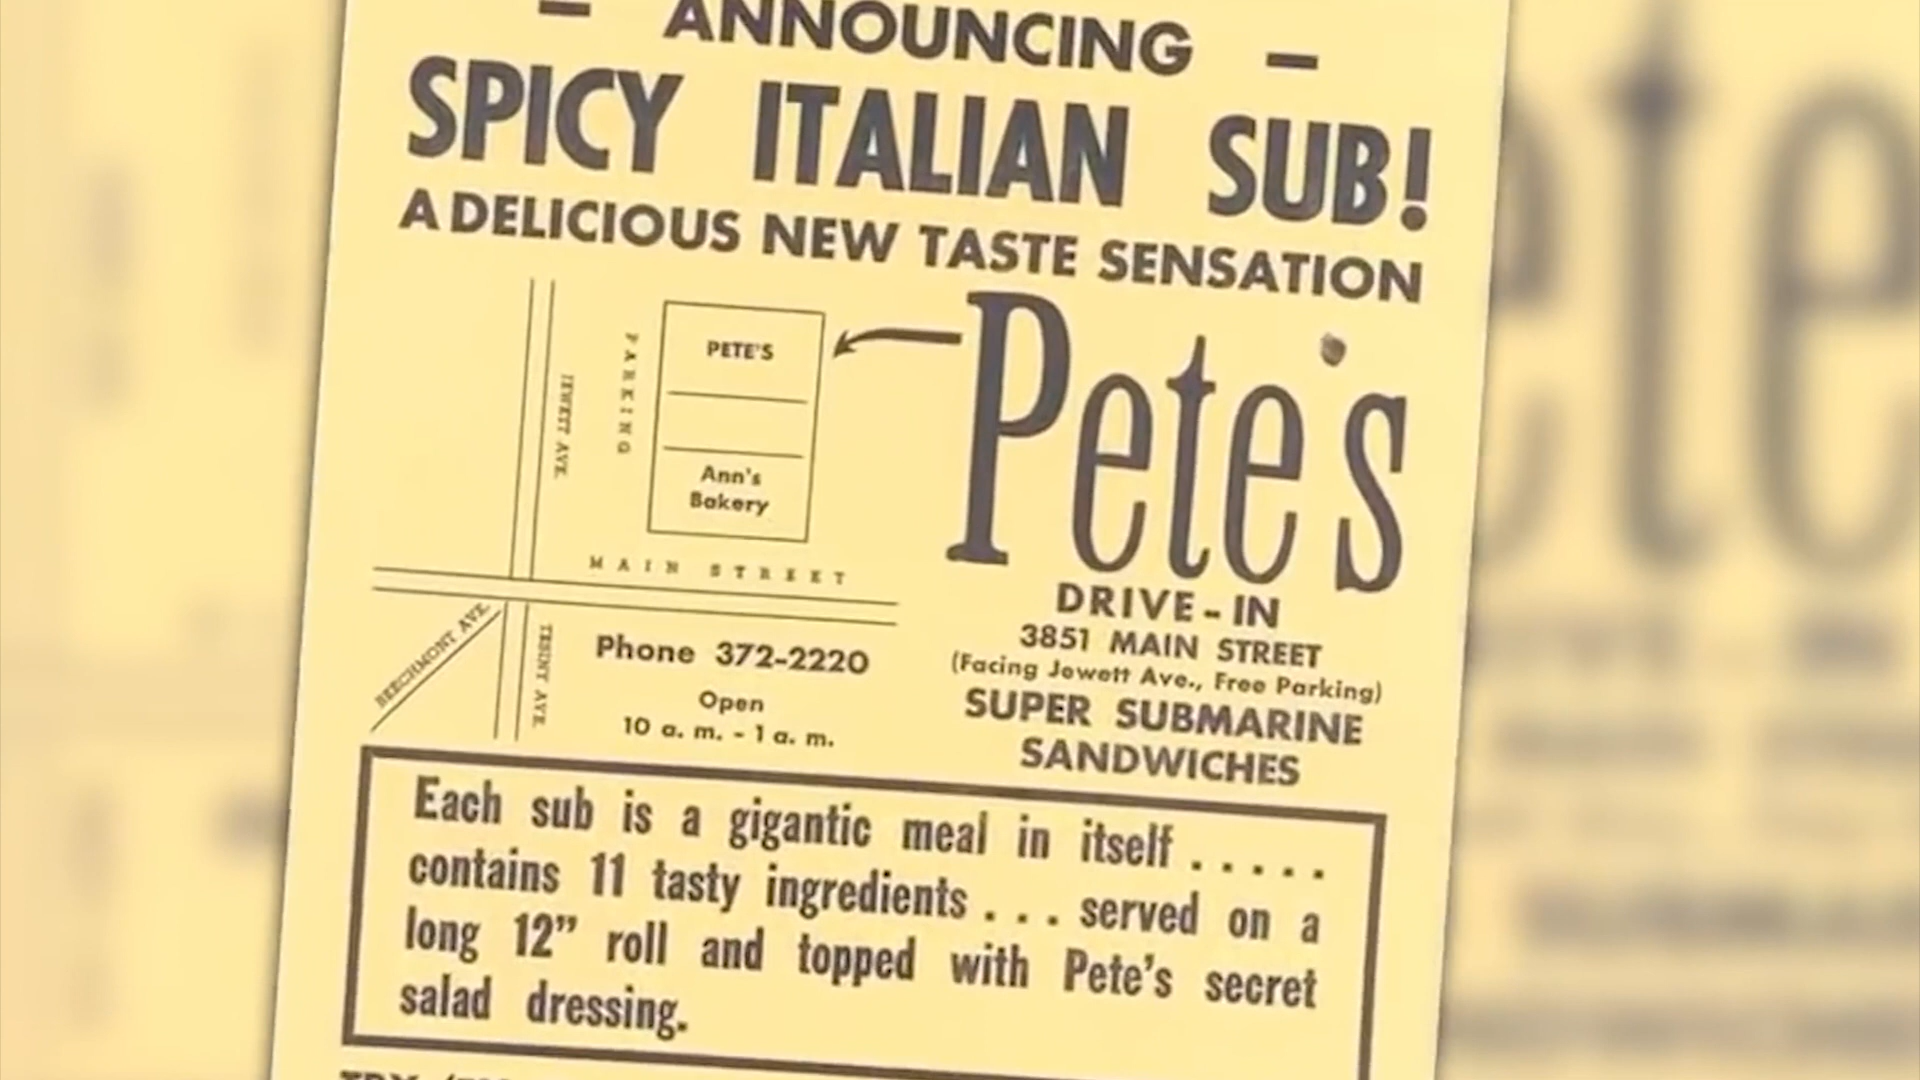 – ANNOUNCING –
SPICY ITALIAN SUB!
A DELICIOUS NEW TASTE SENSATION
PETE'S
PARKING
JEWETT AVE.
Ann's
Bakery
MAIN STREET
BEECHMONT AVE.
TESINY AVE.
Phone 372-2220
Open
10 a. m. - 1 a. m.
Pete's
DRIVE-IN
3851 MAIN STREET
(Facing Jewett Ave., Free Parking)
SUPER SUBMARINE
SANDWICHES
Each sub is a gigantic meal in itself . . . . .
contains 11 tasty ingredients . . . served on a
long 12” roll and topped with Pete’s secret
salad dressing.